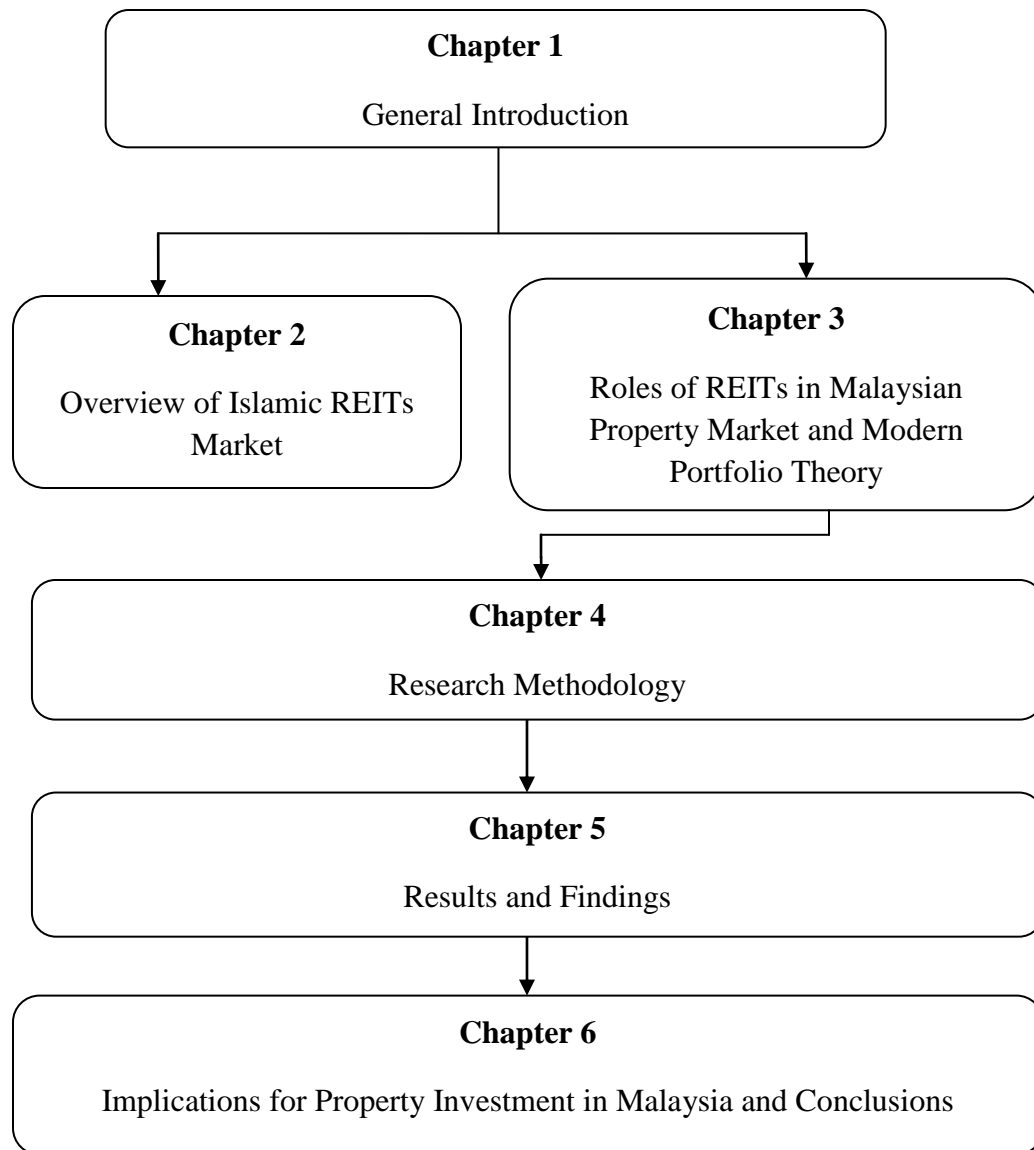 Chapter 1
General Introduction
Chapter 2
Overview of Islamic REITs
Market
Chapter 3
Roles of REITs in Malaysian
Property Market and Modern
Portfolio Theory
Chapter 4
Research Methodology
Chapter 5
Results and Findings
Chapter 6
Implications for Property Investment in Malaysia and Conclusions